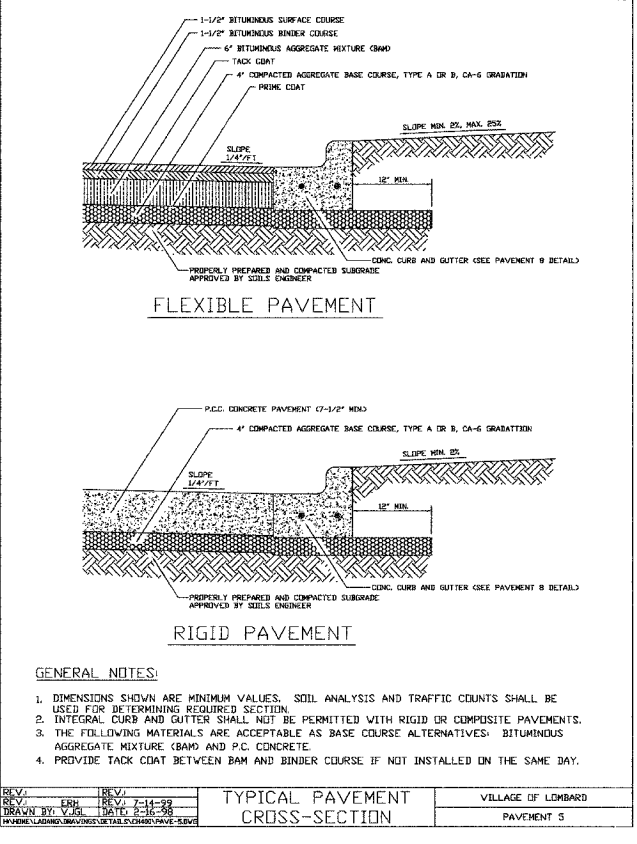 1-1/2" BITUMINOUS SURFACE COURSE
1-1/2" BITUMINOUS BINDER COURSE
6" BITUMINOUS AGGREGATE MIXTURE (BAM)
TACK COAT
4" COMPACTED AGGREGATE BASE COURSE, TYPE A OR B, CA-6 GRADATION
PRIME COAT
SLOPE MIN. 2%, MAX. 25%
SLOPE
1/4"/FT
12" MIN.
CONC. CURB AND GUTTER (SEE PAVEMENT 8 DETAIL)
PROPERLY PREPARED AND COMPACTED SUBGRADE
APPROVED BY SOILS ENGINEER
FLEXIBLE PAVEMENT
P.C.C. CONCRETE PAVEMENT (7-1/2" MIN.)
4" COMPACTED AGGREGATE BASE COURSE, TYPE A OR B, CA-6 GRADATTION
SLOPE MIN. 2%
SLOPE
1/4"/FT
12" MIN.
CONC. CURB AND GUTTER (SEE PAVEMENT 8 DETAIL)
PROPERLY PREPARED AND COMPACTED SUBGRADE
APPROVED BY SOILS ENGINEER
RIGID PAVEMENT
GENERAL NOTES:
1. DIMENSIONS SHOWN ARE MINIMUM VALUES. SOIL ANALYSIS AND TRAFFIC COUNTS SHALL BE
USED FOR DETERMINING REQUIRED SECTION.
2. INTEGRAL CURB AND GUTTER SHALL NOT BE PERMITTED WITH RIGID OR COMPOSITE PAVEMENTS.
3. THE FOLLOWING MATERIALS ARE ACCEPTABLE AS BASE COURSE ALTERNATIVES: BITUMINOUS
AGGREGATE MIXTURE (BAM) AND P.C. CONCRETE.
4. PROVIDE TACK COAT BETWEEN BAM AND BINDER COURSE IF NOT INSTALLED ON THE SAME DAY.
REV.: REV.:
REV.: ERH REV.: 7-14-99
DRAWN BY: VJGL DATE: 2-16-98
H:\HOME\LADANG\DRAWINGS\DETAILS\CH400\PAVE-5.DWG
TYPICAL PAVEMENT
CROSS-SECTION
VILLAGE OF LOMBARD
PAVEMENT 5